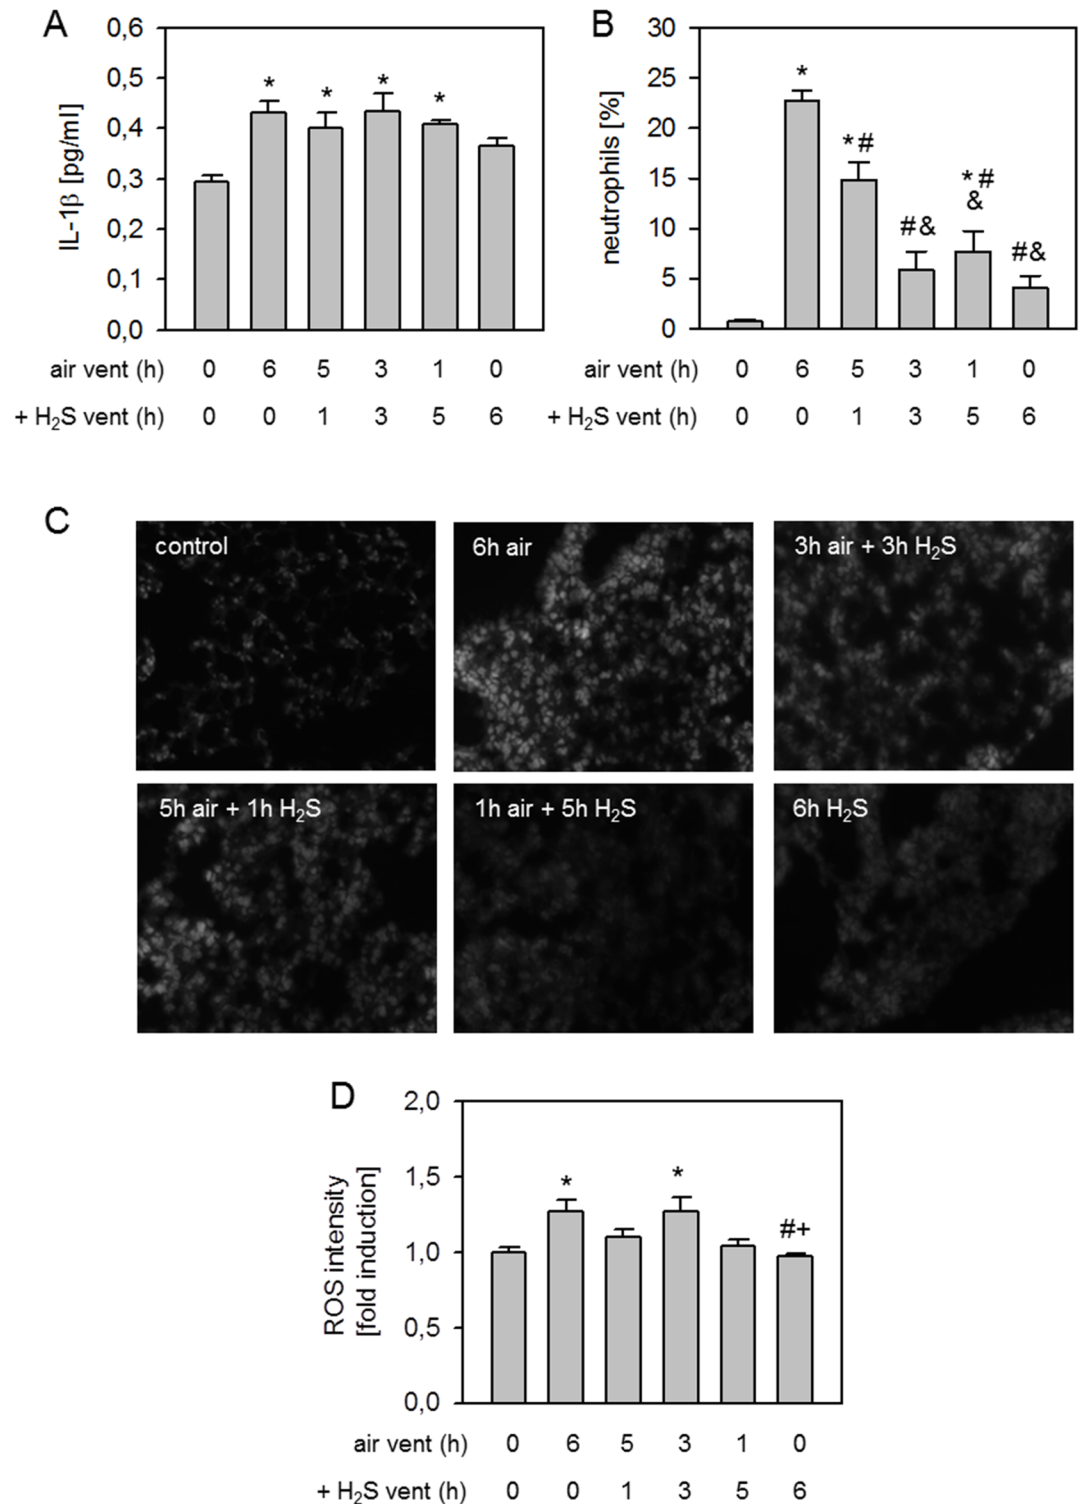 A
IL-1β [pg/ml]
0,6
0,5
0,4
0,3
0,2
0,1
0,0
* * * *
air vent (h) 0 6 5 3 1 0
+ H₂S vent (h) 0 0 1 3 5 6
B
neutrophils [%]
30
25
20
15
10
5
0
*
*#
#&
*#
&
#&
air vent (h) 0 6 5 3 1 0
+ H₂S vent (h) 0 0 1 3 5 6
C
control
6h air
3h air + 3h H₂S
5h air + 1h H₂S
1h air + 5h H₂S
6h H₂S
D
ROS intensity
[fold induction]
2,0
1,5
1,0
0,5
0,0
* *
#+
air vent (h) 0 6 5 3 1 0
+ H₂S vent (h) 0 0 1 3 5 6